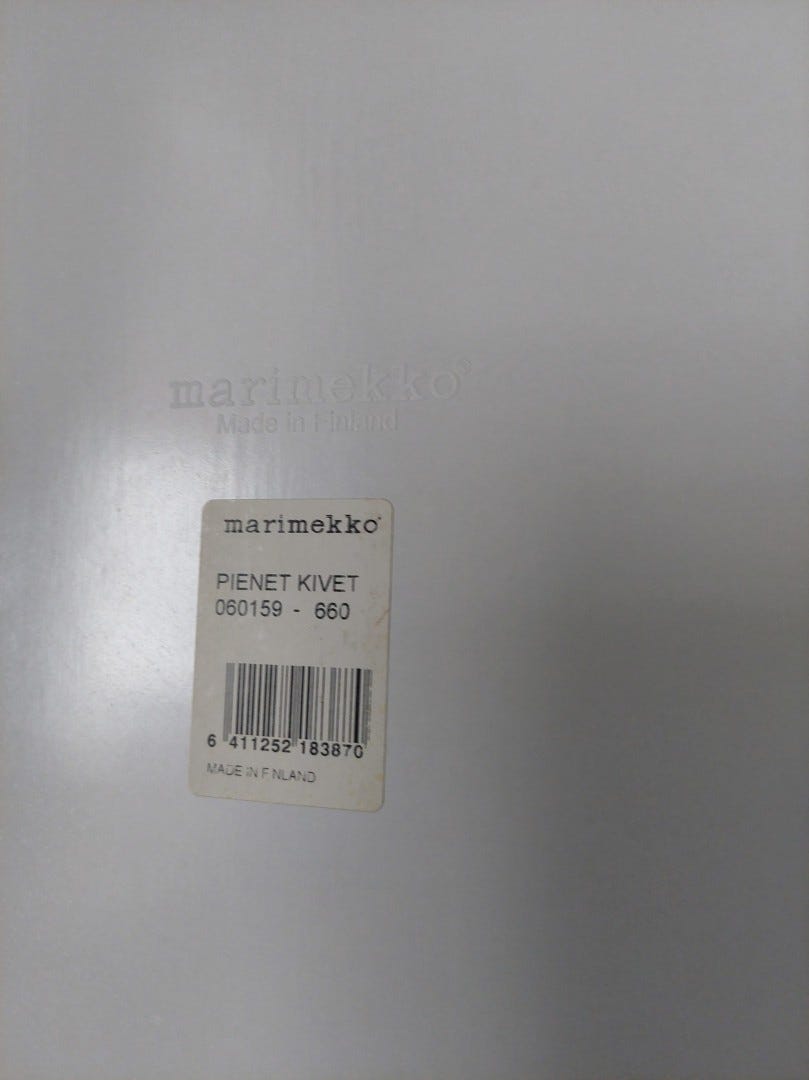 marimekko®
Made in Finland
marimekko®
PIENET KIVET
060159 - 660
6 411252 183870
MADE IN FINLAND